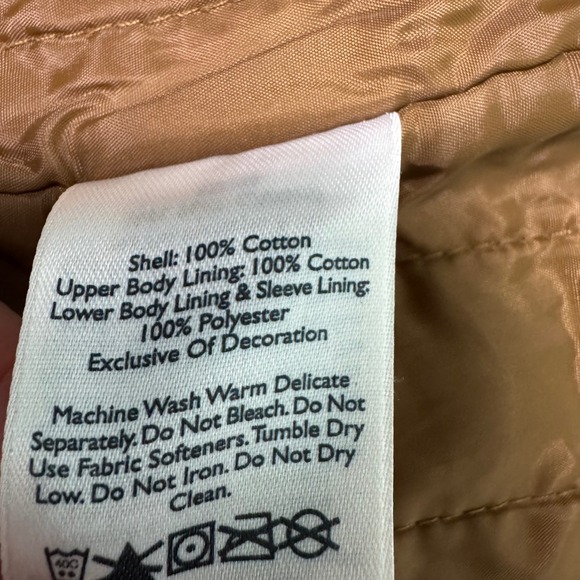 Shell: 100% Cotton
Upper Body Lining: 100% Cotton
Lower Body Lining & Sleeve Lining:
100% Polyester
Exclusive Of Decoration
Machine Wash Warm Delicate
Separately. Do Not Bleach. Do Not
Use Fabric Softeners. Tumble Dry
Low. Do Not Iron. Do Not Dry
Clean.
40C